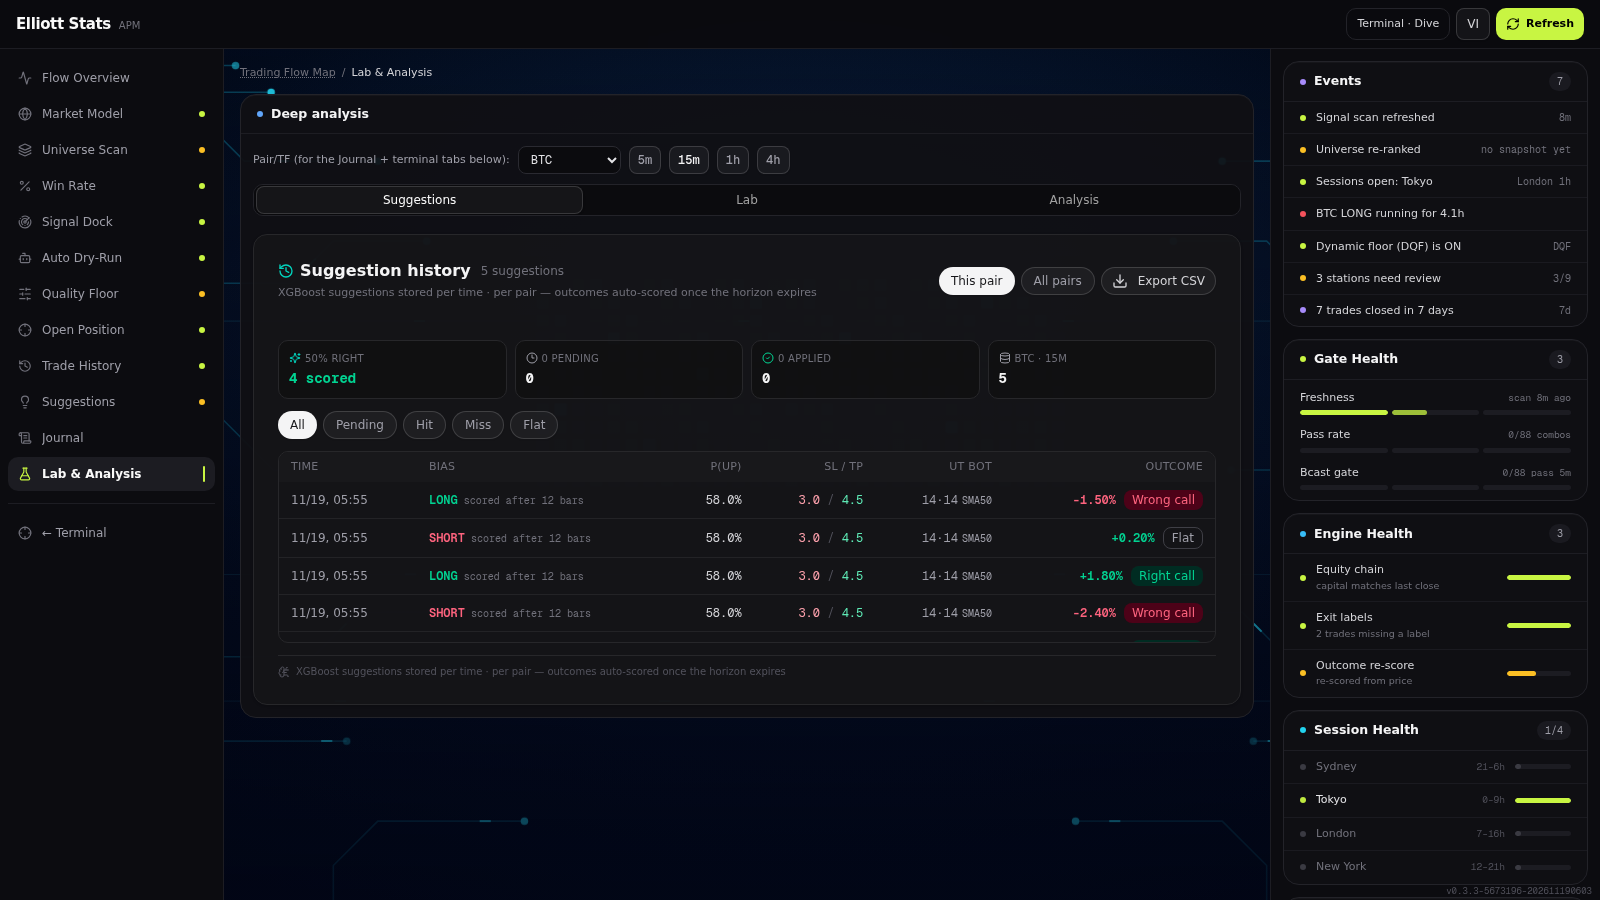 Elliott Stats APM
Terminal · Dive
VI
Refresh
Flow Overview
Market Model
Universe Scan
Win Rate
Signal Dock
Auto Dry-Run
Quality Floor
Open Position
Trade History
Suggestions
Journal
Lab & Analysis
← Terminal
Trading Flow Map / Lab & Analysis
Deep analysis
Pair/TF (for the Journal + terminal tabs below): BTC 5m 15m 1h 4h
Suggestions Lab Analysis
Suggestion history 5 suggestions
XGBoost suggestions stored per time · per pair — outcomes auto-scored once the horizon expires
This pair All pairs Export CSV
50% RIGHT
4 scored
0 PENDING
0
0 APPLIED
0
BTC · 15M
5
All Pending Hit Miss Flat
TIME BIAS P(UP) SL / TP UT BOT OUTCOME
11/19, 05:55 LONG scored after 12 bars 58.0% 3.0 / 4.5 14·14 SMA50 -1.50% Wrong call
11/19, 05:55 SHORT scored after 12 bars 58.0% 3.0 / 4.5 14·14 SMA50 +0.20% Flat
11/19, 05:55 LONG scored after 12 bars 58.0% 3.0 / 4.5 14·14 SMA50 +1.80% Right call
11/19, 05:55 SHORT scored after 12 bars 58.0% 3.0 / 4.5 14·14 SMA50 -2.40% Wrong call
XGBoost suggestions stored per time · per pair — outcomes auto-scored once the horizon expires
Events 7
Signal scan refreshed 8m
Universe re-ranked no snapshot yet
Sessions open: Tokyo London 1h
BTC LONG running for 4.1h
Dynamic floor (DQF) is ON DQF
3 stations need review 3/9
7 trades closed in 7 days 7d
Gate Health 3
Freshness scan 8m ago
Pass rate 0/88 combos
Bcast gate 0/88 pass 5m
Engine Health 3
Equity chain
capital matches last close
Exit labels
2 trades missing a label
Outcome re-score
re-scored from price
Session Health 1/4
Sydney 21-6h
Tokyo 0-9h
London 7-16h
New York 12-21h
v0.3.3-5673196-202611190603